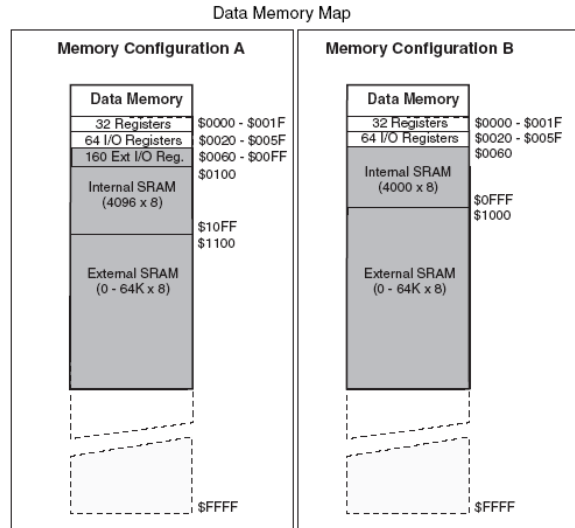 Data Memory Map
Memory Configuration A
Data Memory
32 Registers $0000 - $001F
64 I/O Registers $0020 - $005F
160 Ext I/O Reg. $0060 - $00FF
$0100
Internal SRAM
(4096 x 8)
$10FF
$1100
External SRAM
(0 - 64K x 8)
$FFFF
Memory Configuration B
Data Memory
32 Registers $0000 - $001F
64 I/O Registers $0020 - $005F
$0060
Internal SRAM
(4000 x 8)
$0FFF
$1000
External SRAM
(0 - 64K x 8)
$FFFF